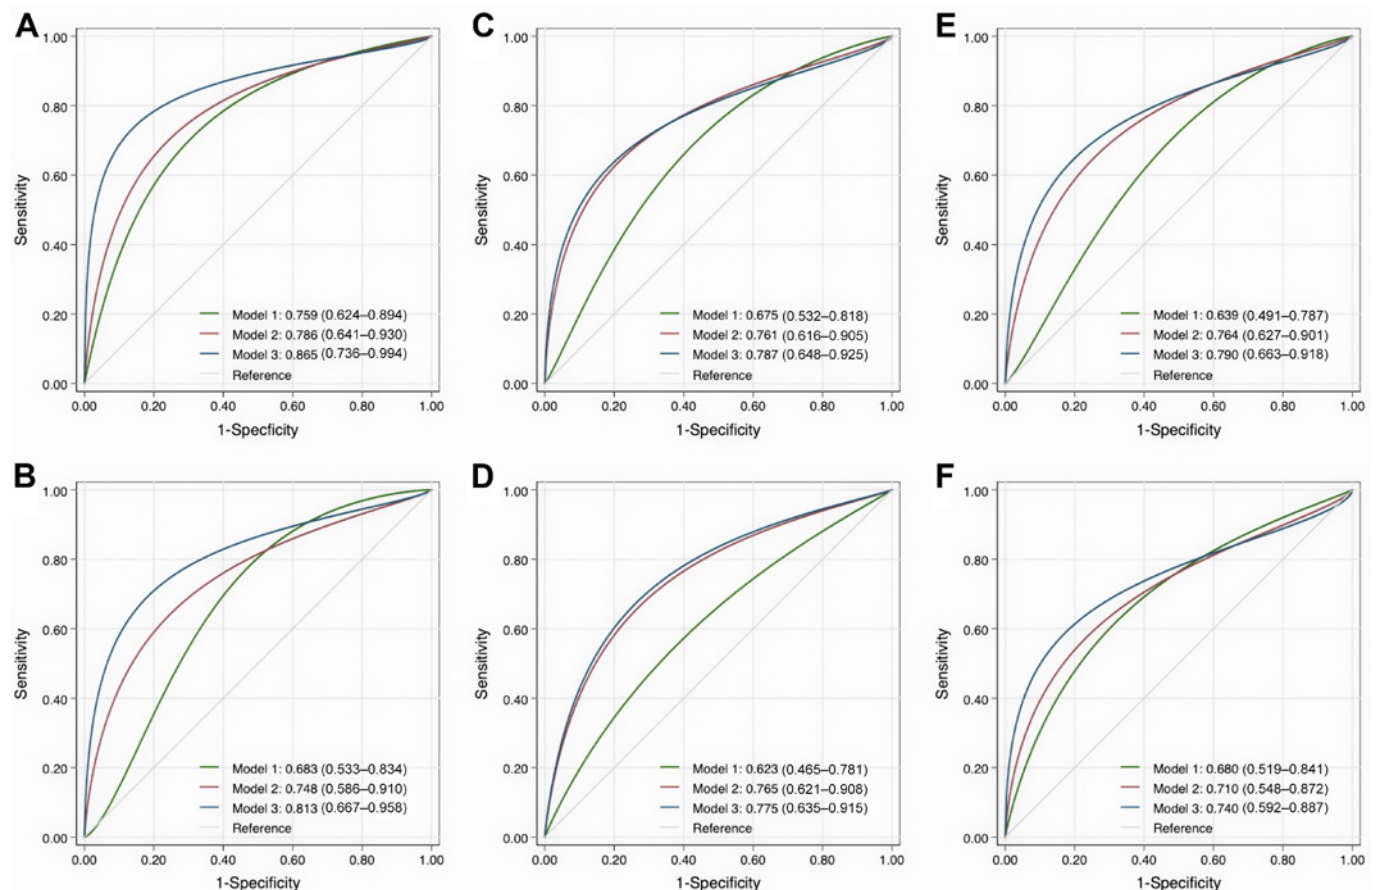 A
1.00
0.80
0.60
0.40
0.20
0.00
Sensitivity
Model 1: 0.759 (0.624–0.894)
Model 2: 0.786 (0.641–0.930)
Model 3: 0.865 (0.736–0.994)
Reference
0.00 0.20 0.40 0.60 0.80 1.00
1-Specificity
C
1.00
0.80
0.60
0.40
0.20
0.00
Sensitivity
Model 1: 0.675 (0.532–0.818)
Model 2: 0.761 (0.616–0.905)
Model 3: 0.787 (0.648–0.925)
Reference
0.00 0.20 0.40 0.60 0.80 1.00
1-Specificity
E
1.00
0.80
0.60
0.40
0.20
0.00
Sensitivity
Model 1: 0.639 (0.491–0.787)
Model 2: 0.764 (0.627–0.901)
Model 3: 0.790 (0.663–0.918)
Reference
0.00 0.20 0.40 0.60 0.80 1.00
1-Specificity
B
1.00
0.80
0.60
0.40
0.20
0.00
Sensitivity
Model 1: 0.683 (0.533–0.834)
Model 2: 0.748 (0.586–0.910)
Model 3: 0.813 (0.667–0.958)
Reference
0.00 0.20 0.40 0.60 0.80 1.00
1-Specificity
D
1.00
0.80
0.60
0.40
0.20
0.00
Sensitivity
Model 1: 0.623 (0.465–0.781)
Model 2: 0.765 (0.621–0.908)
Model 3: 0.775 (0.635–0.915)
Reference
0.00 0.20 0.40 0.60 0.80 1.00
1-Specificity
F
1.00
0.80
0.60
0.40
0.20
0.00
Sensitivity
Model 1: 0.680 (0.519–0.841)
Model 2: 0.710 (0.548–0.872)
Model 3: 0.740 (0.592–0.887)
Reference
0.00 0.20 0.40 0.60 0.80 1.00
1-Specificity